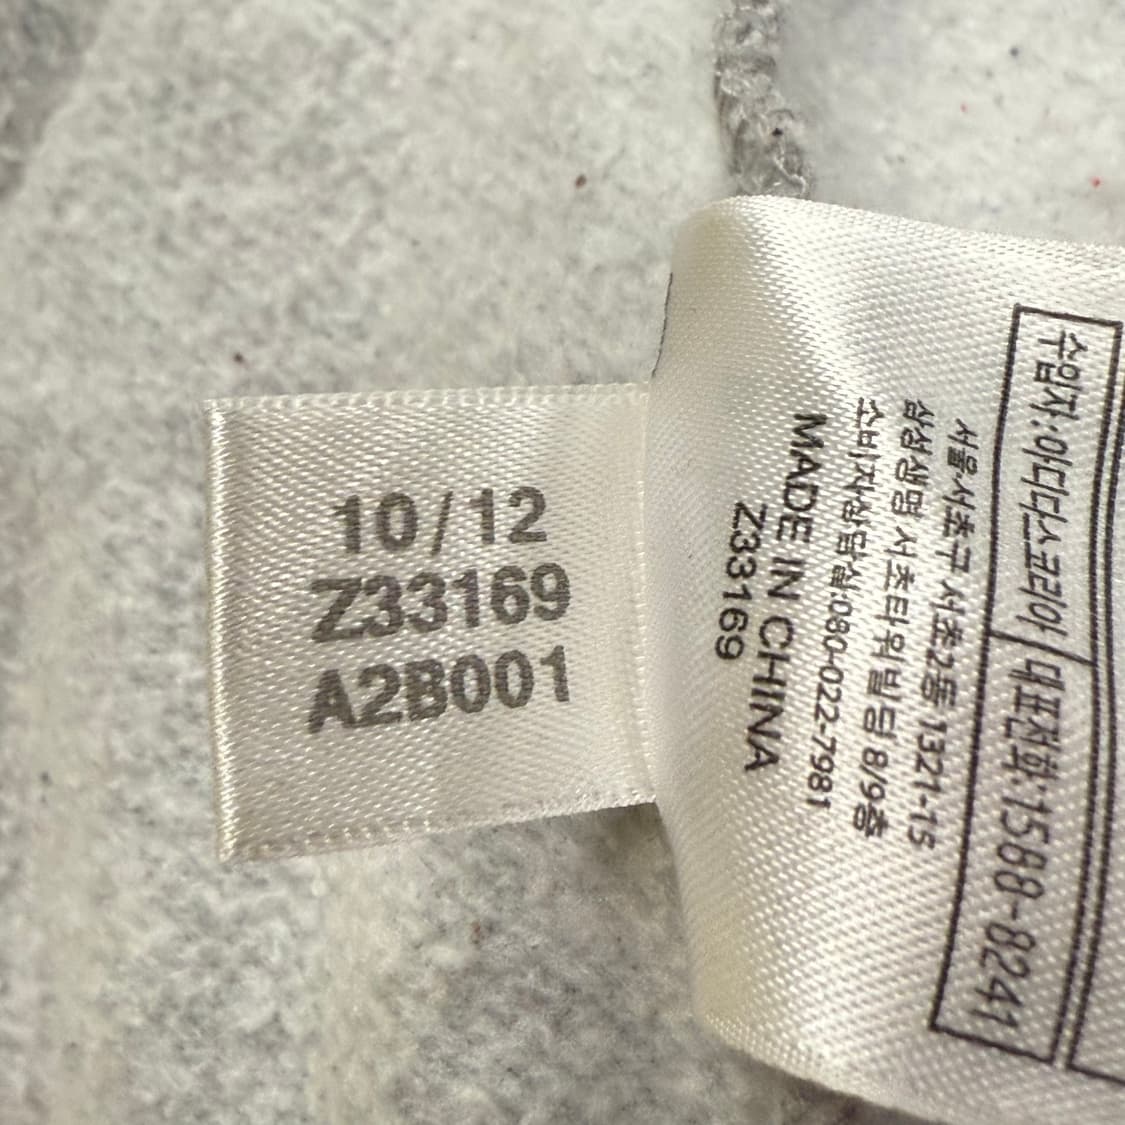 10/12
Z33169
A2B001
수입자:아디다스코리아 대표전화:1588-8241
서울 서초구 서초2동 1321-15
삼성생명 서초타워빌딩 8/9층
소비자상담실:080-022-7981
MADE IN CHINA
Z33169